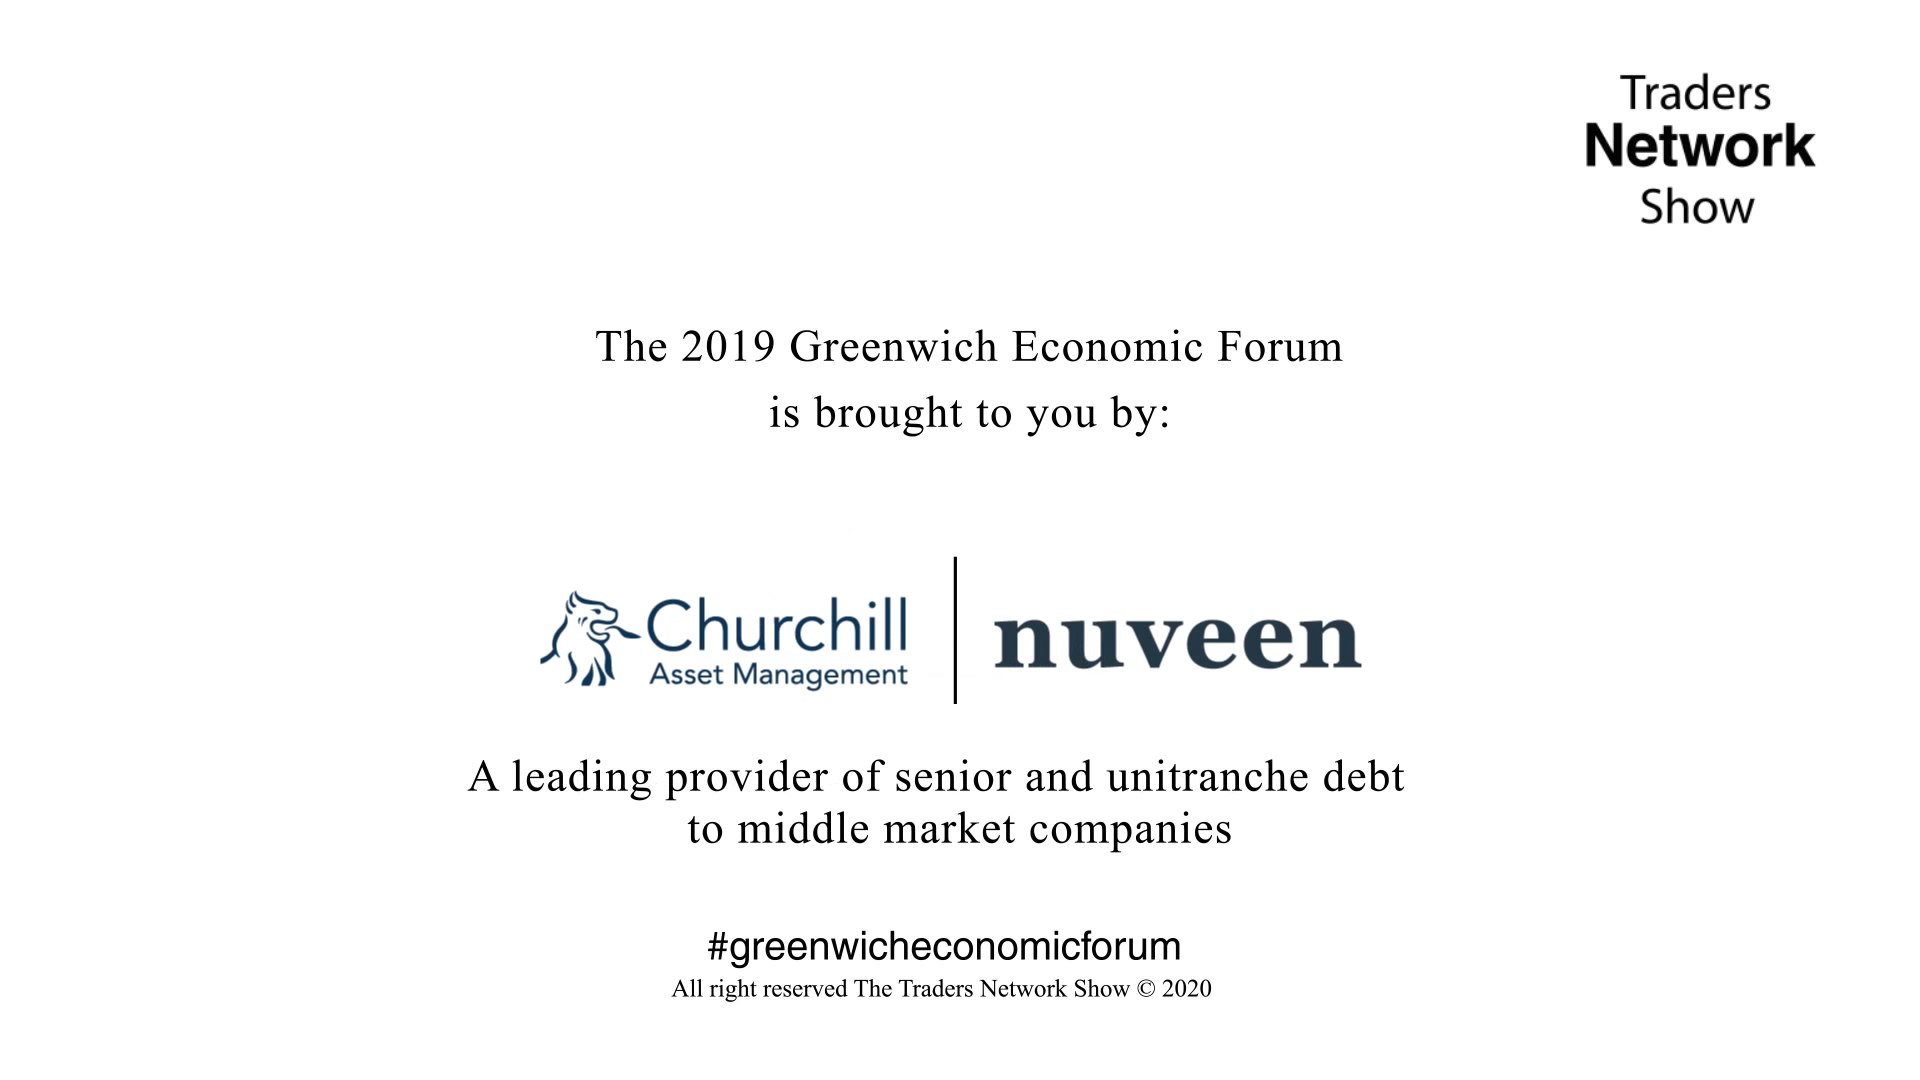 Traders
Network
Show
The 2019 Greenwich Economic Forum
is brought to you by:
Churchill
Asset Management
nuveen
A leading provider of senior and unitranche debt
to middle market companies
#greenwicheconomicforum
All right reserved The Traders Network Show © 2020